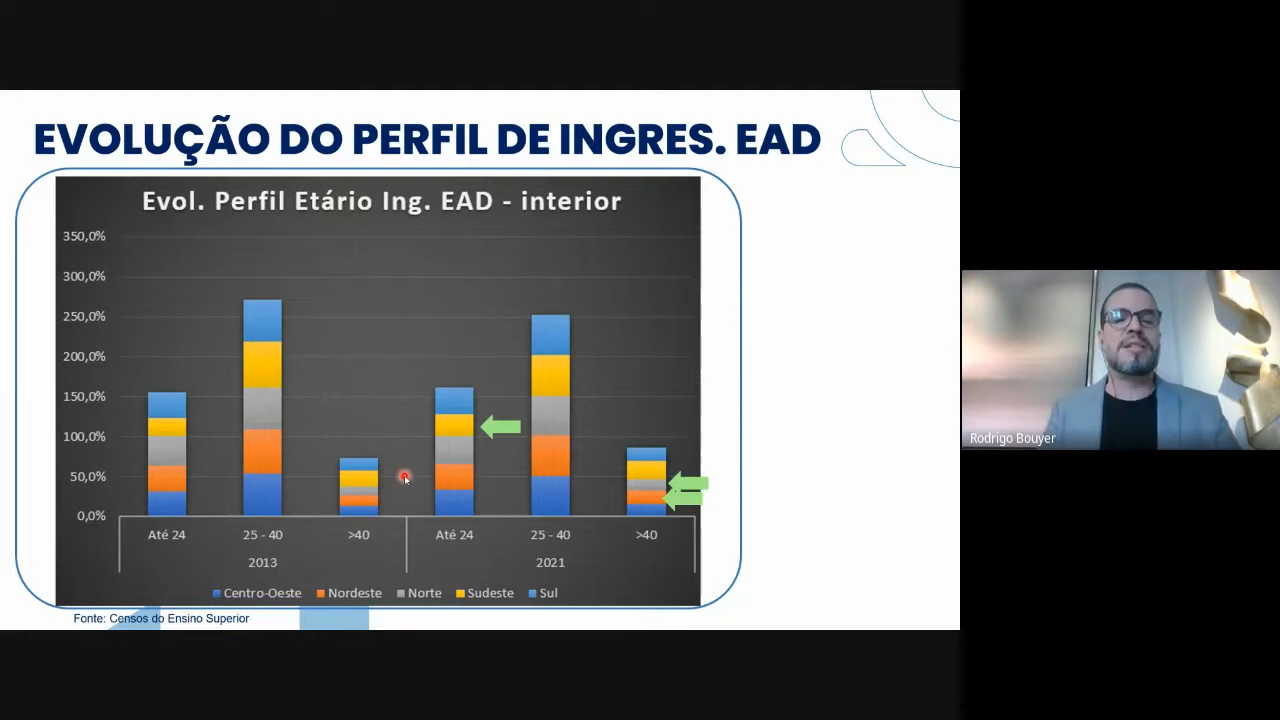 EVOLUÇÃO DO PERFIL DE INGRES. EAD
Evol. Perfil Etário Ing. EAD - interior
350,0%
300,0%
250,0%
200,0%
150,0%
100,0%
50,0%
0,0%
Até 24 25 - 40 >40 Até 24 25 - 40 >40
2013 2021
Centro-Oeste Nordeste Norte Sudeste Sul
Fonte: Censos do Ensino Superior
Rodrigo Bouyer